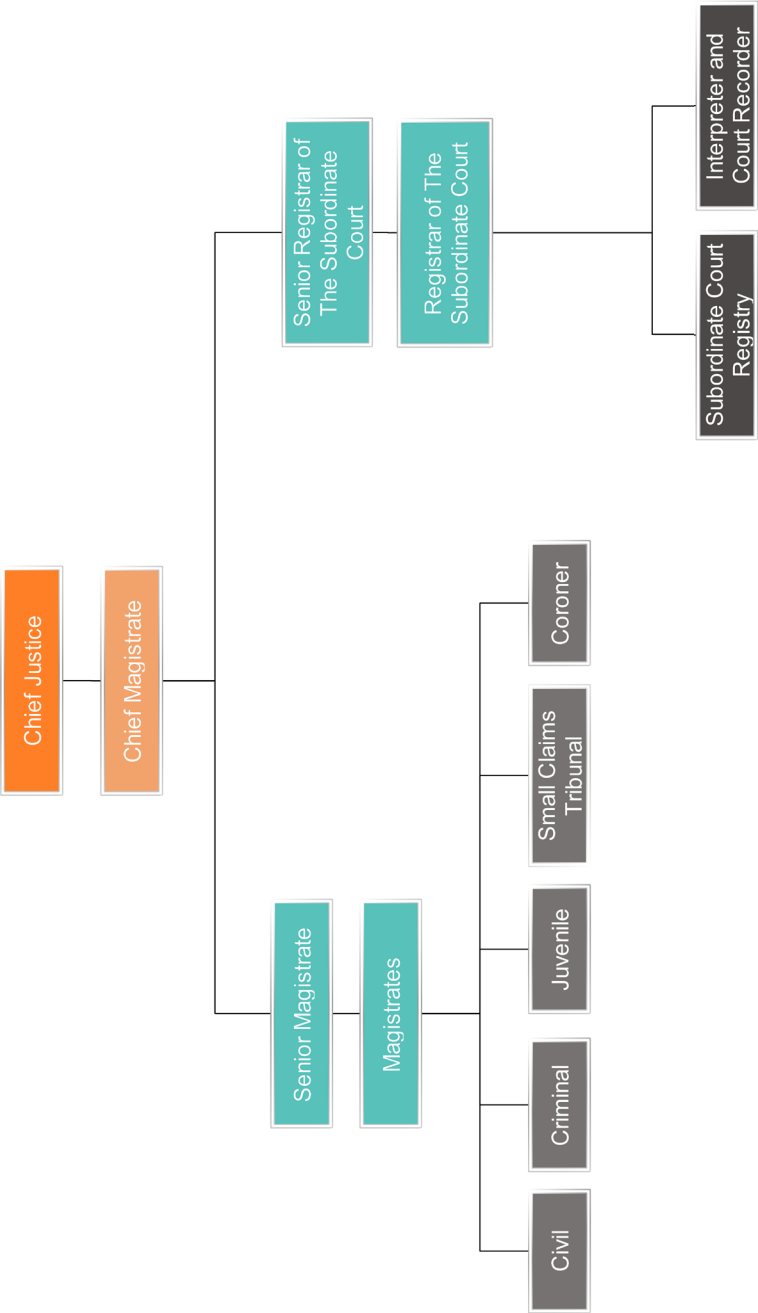 Chief Justice
Chief Magistrate
Senior Magistrate
Magistrates
Civil
Criminal
Juvenile
Small Claims
Tribunal
Coroner
Senior Registrar of
The Subordinate
Court
Registrar of The
Subordinate Court
Subordinate Court
Registry
Interpreter and
Court Recorder